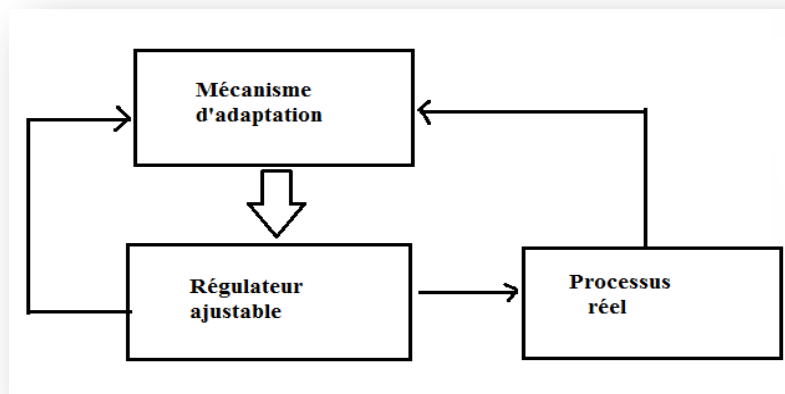 Mécanisme
d'adaptation
Régulateur
ajustable
Processus
réel